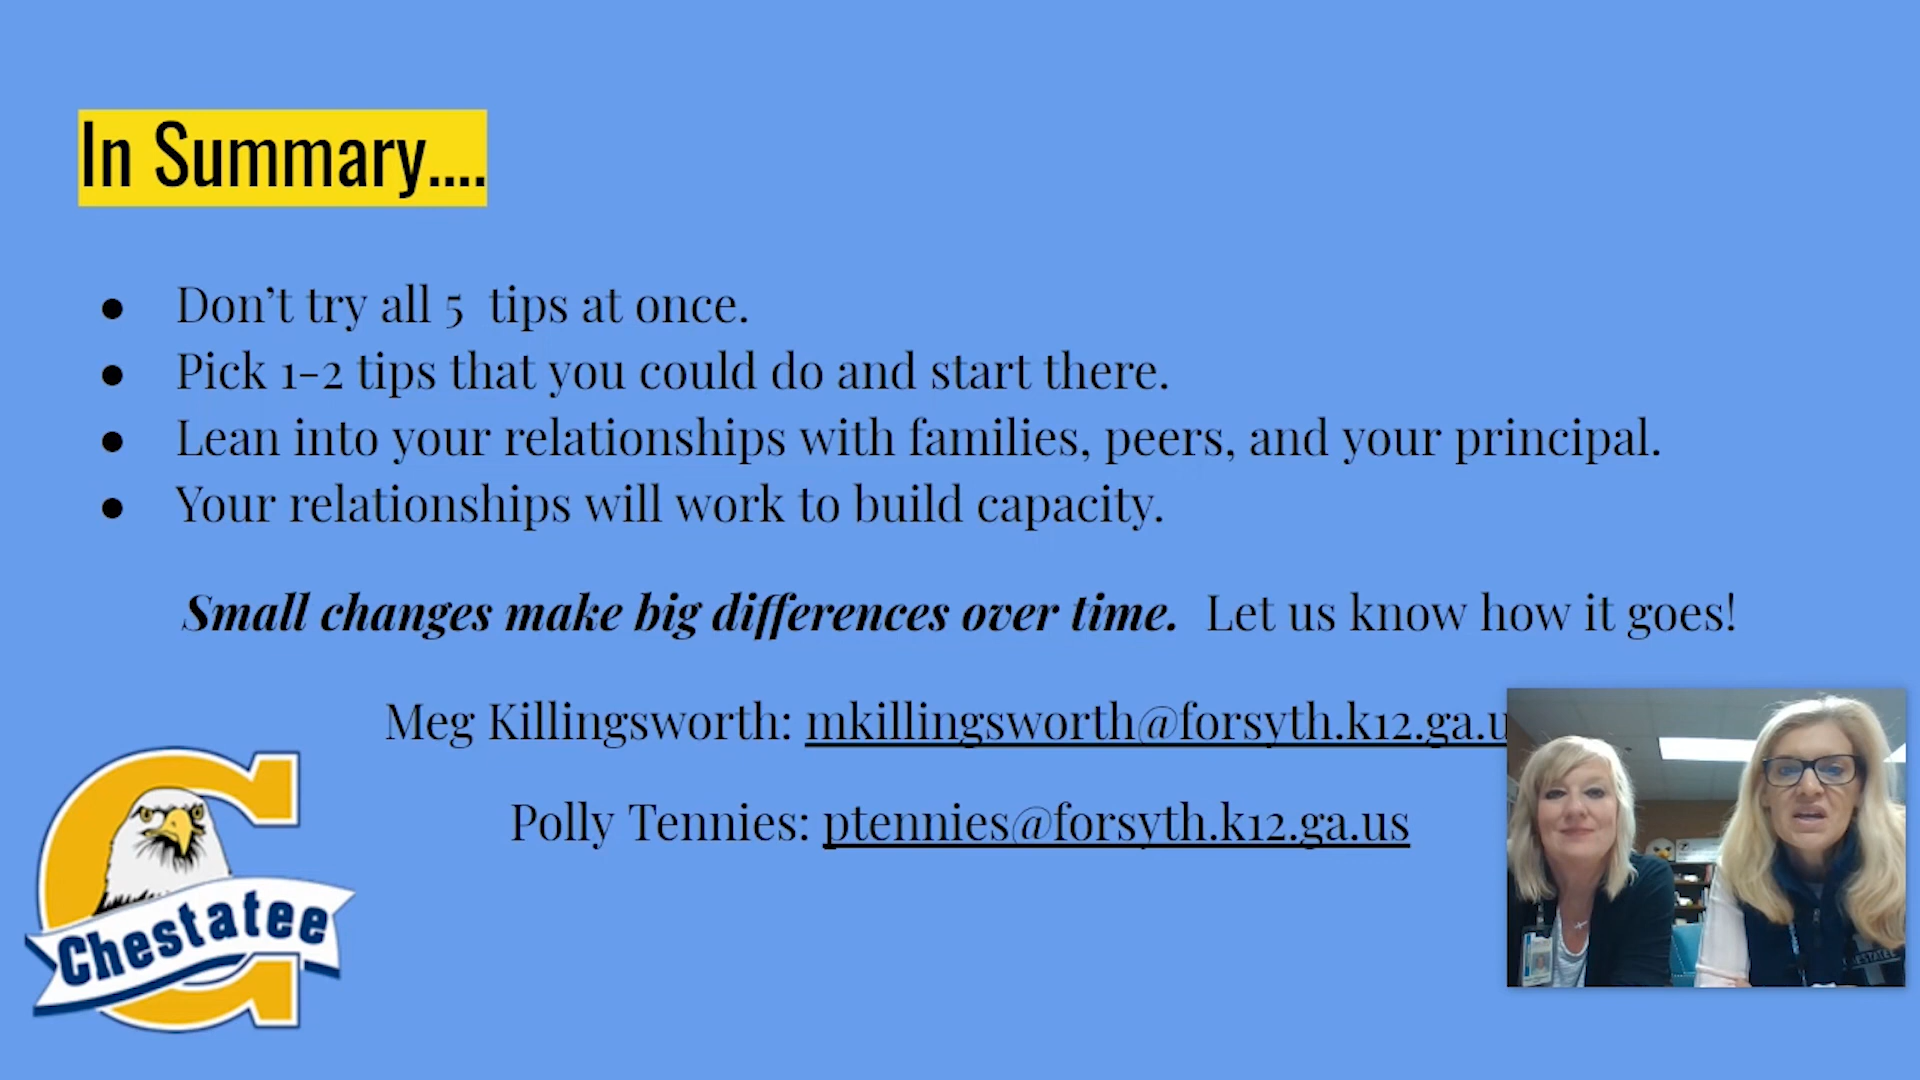 In Summary....
● Don't try all 5 tips at once.
● Pick 1-2 tips that you could do and start there.
● Lean into your relationships with families, peers, and your principal.
● Your relationships will work to build capacity.
Small changes make big differences over time. Let us know how it goes!
Meg Killingsworth: mkillingsworth@forsyth.k12.ga.u
Polly Tennies: ptennies@forsyth.k12.ga.us
Chestatee